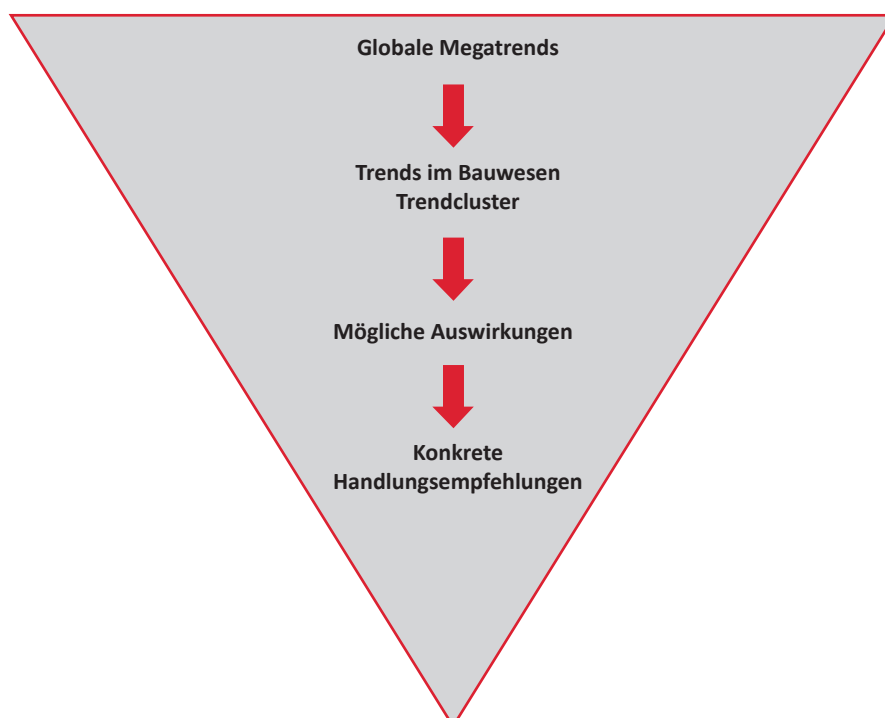 Globale Megatrends
Trends im Bauwesen
Trendcluster
Mögliche Auswirkungen
Konkrete
Handlungsempfehlungen